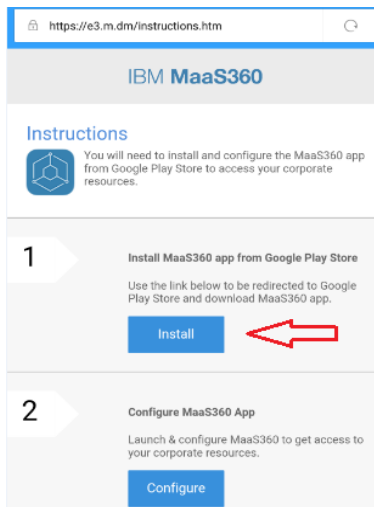 https://e3.m.dm/instructions.htm
IBM MaaS360
Instructions
You will need to install and configure the MaaS360 app
from Google Play Store to access your corporate
resources.
1
Install MaaS360 app from Google Play Store
Use the link below to be redirected to Google
Play Store and download MaaS360 app.
Install
2
Configure MaaS360 App
Launch & configure MaaS360 to get access to
your corporate resources.
Configure